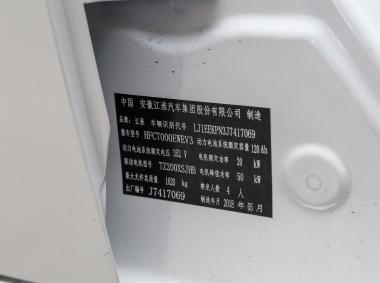 中国 安徽江淮汽车集团股份有限公司 制造
品牌 江淮 车辆识别代号 LJ1EEKPN3J7417069
整车型号 HFC7000EWEV3 动力电池系统额定容量 120 Ah
动力电池系统额定电压 352 V 电机额定功率 20 kW
驱动电机型号 TZ200XSJHB 电机峰值功率 50 kW
最大允许总质量 1620 kg 乘坐人数 4 人
出厂编号 J7417069 制造年月 2018 年 05 月